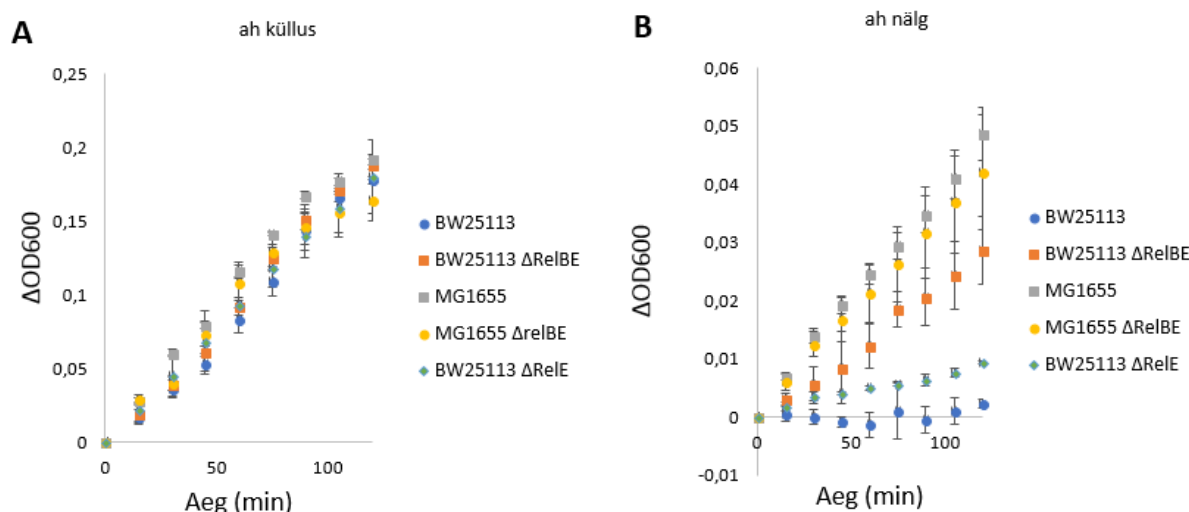 A
ah küllus
ΔOD600
0,25
0,2
0,15
0,1
0,05
0
0
50
100
Aeg (min)
BW25113
BW25113 ΔRelBE
MG1655
MG1655 ΔrelBE
BW25113 ΔRelE
B
ah nälg
ΔOD600
0,06
0,05
0,04
0,03
0,02
0,010
0
-0,01
0
50
100
Aeg (min)
BW25113
BW25113 ΔRelBE
MG1655
MG1655 ΔrelBE
BW25113 ΔRelE